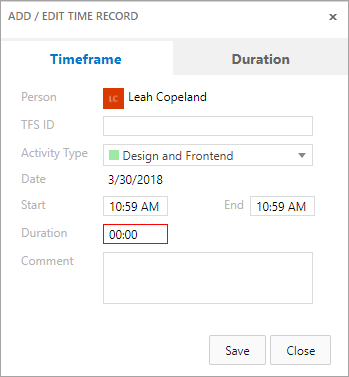 ADD / EDIT TIME RECORD ×
Timeframe Duration
Person LC Leah Copeland
TFS ID
Activity Type Design and Frontend
Date 3/30/2018
Start 10:59 AM End 10:59 AM
Duration 00:00
Comment
Save Close